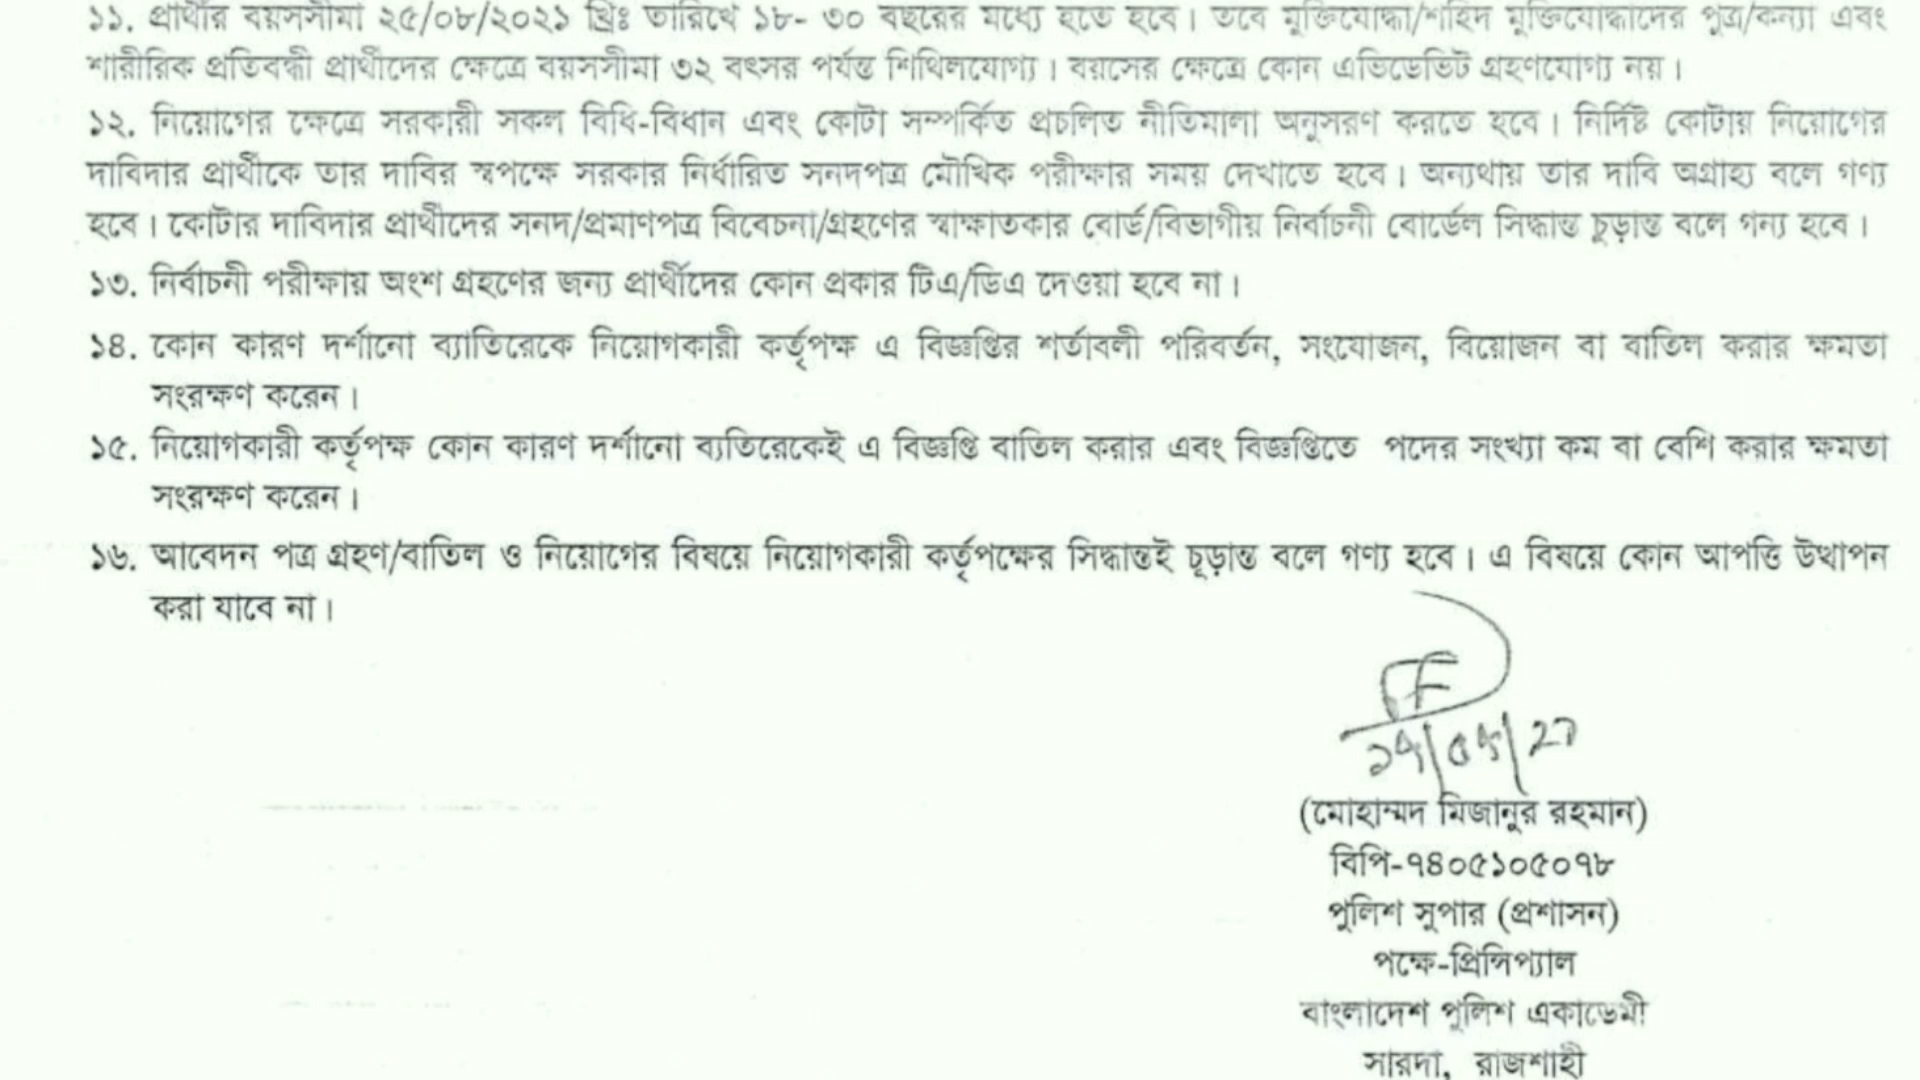 ১১. প্রার্থীর বয়সসীমা ২৫/০৮/২০২১ খ্রিঃ তারিখে ১৮- ৩০ বছরের মধ্যে হতে হবে। তবে মুক্তিযোদ্ধা/শহিদ মুক্তিযোদ্ধাদের পুত্র/কন্যা এবং
শারীরিক প্রতিবন্ধী প্রার্থীদের ক্ষেত্রে বয়সসীমা ৩২ বৎসর পর্যন্ত শিথিলযোগ্য। বয়সের ক্ষেত্রে কোন এভিডেভিট গ্রহণযোগ্য নয়।
১২. নিয়োগের ক্ষেত্রে সরকারী সকল বিধি-বিধান এবং কোটা সম্পর্কিত প্রচলিত নীতিমালা অনুসরণ করতে হবে। নির্দিষ্ট কোটায় নিয়োগের
দাবিদার প্রার্থীকে তার দাবির স্বপক্ষে সরকার নির্ধারিত সনদপত্র মৌখিক পরীক্ষার সময় দেখাতে হবে। অন্যথায় তার দাবি অগ্রাহ্য বলে গণ্য
হবে। কোটার দাবিদার প্রার্থীদের সনদ/প্রমাণপত্র বিবেচনা/গ্রহণের স্বাক্ষাতকার বোর্ড/বিভাগীয় নির্বাচনী বোর্ডেল সিদ্ধান্ত চুড়ান্ত বলে গন্য হবে।
১৩. নির্বাচনী পরীক্ষায় অংশ গ্রহণের জন্য প্রার্থীদের কোন প্রকার টিএ/ডিএ দেওয়া হবে না।
১৪. কোন কারণ দর্শানো ব্যাতিরেকে নিয়োগকারী কর্তৃপক্ষ এ বিজ্ঞপ্তির শর্তাবলী পরিবর্তন, সংযোজন, বিয়োজন বা বাতিল করার ক্ষমতা
সংরক্ষণ করেন।
১৫. নিয়োগকারী কর্তৃপক্ষ কোন কারণ দর্শানো ব্যতিরেকেই এ বিজ্ঞপ্তি বাতিল করার এবং বিজ্ঞপ্তিতে পদের সংখ্যা কম বা বেশি করার ক্ষমতা
সংরক্ষণ করেন।
১৬. আবেদন পত্র গ্রহণ/বাতিল ও নিয়োগের বিষয়ে নিয়োগকারী কর্তৃপক্ষের সিদ্ধান্তই চূড়ান্ত বলে গণ্য হবে। এ বিষয়ে কোন আপত্তি উত্থাপন
করা যাবে না।
(মোহাম্মদ মিজানুর রহমান)
বিপি-৭৪০৫১০৫০৭৮
পুলিশ সুপার (প্রশাসন)
পক্ষে-প্রিন্সিপ্যাল
বাংলাদেশ পুলিশ একাডেমী
সারদা, রাজশাহী